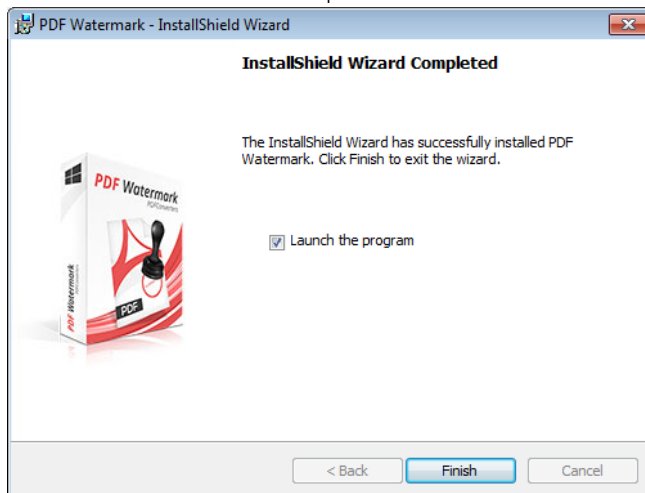 PDF Watermark - InstallShield Wizard
InstallShield Wizard Completed
The InstallShield Wizard has successfully installed PDF
Watermark. Click Finish to exit the wizard.
PDF Watermark
PDFConverters
PDF Watermark
PDF
Launch the program
< Back
Finish
Cancel